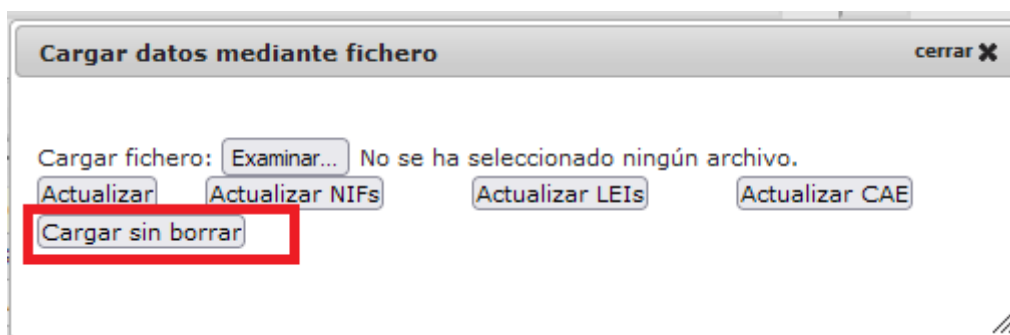 Cargar datos mediante fichero cerrar
Cargar fichero: Examinar... No se ha seleccionado ningún archivo.
Actualizar Actualizar NIFs Actualizar LEIs Actualizar CAE
Cargar sin borrar